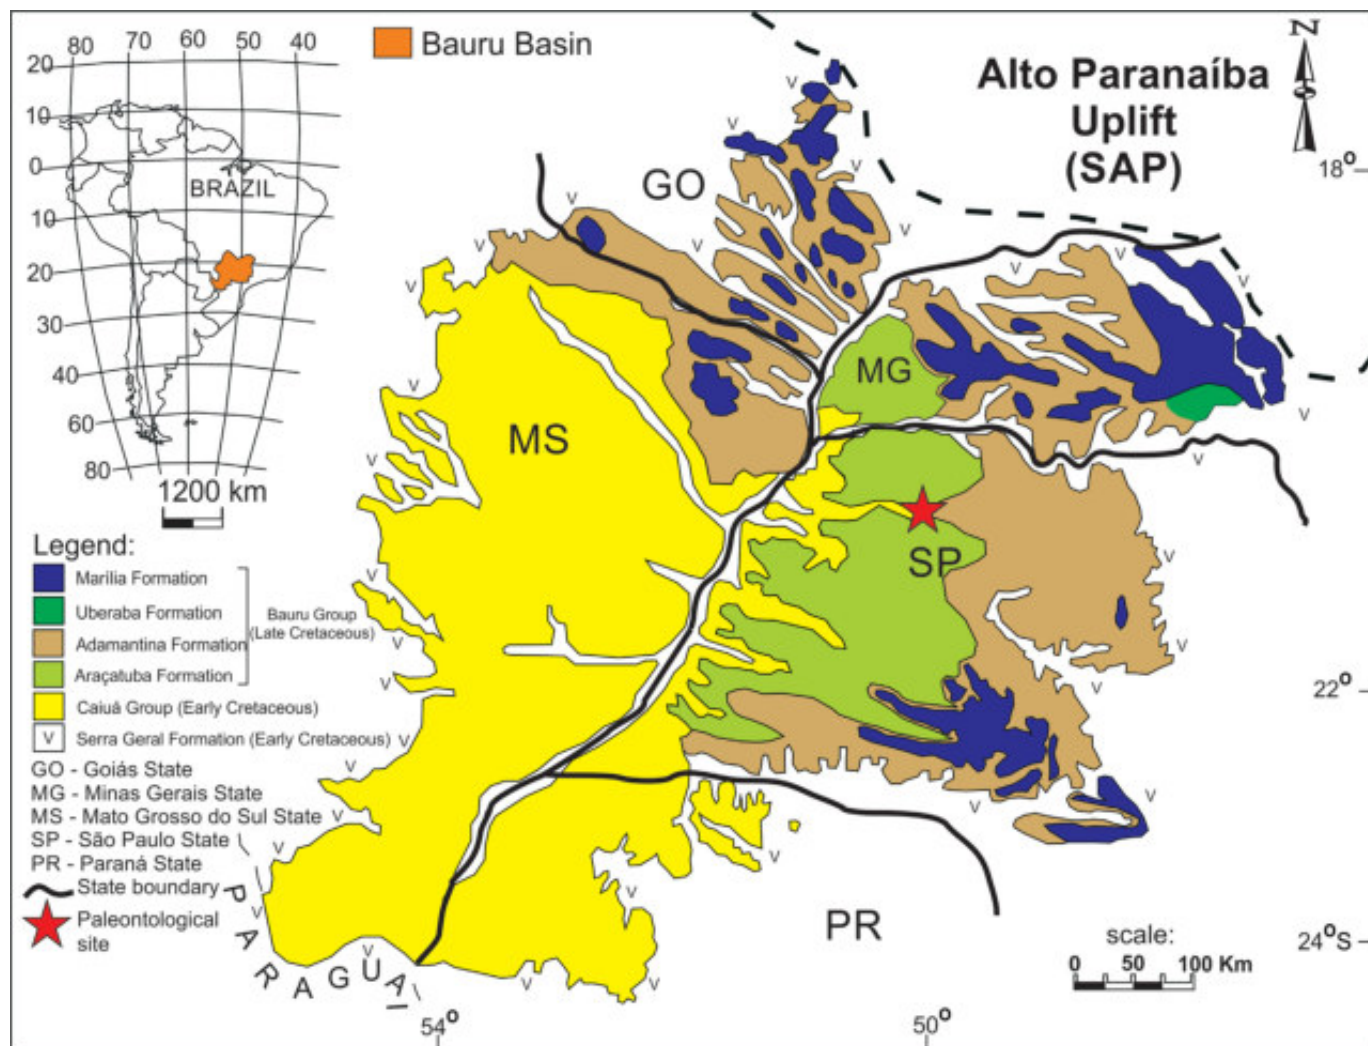 80
70
60
50
40
20
10
0
10
20
30
40
60
80
BRAZIL
1200 km
Bauru Basin
Alto Paranaíba
Uplift
(SAP)
N
18°
22°
24°S
54°
50°
GO
MG
MS
SP
PR
PARAGUAI
scale:
0 50 100 Km
Legend:
Marília Formation
Uberaba Formation
Adamantina Formation
Araçatuba Formation
Bauru Group
(Late Cretaceous)
Caiuá Group (Early Cretaceous)
V Serra Geral Formation (Early Cretaceous)
GO - Goiás State
MG - Minas Gerais State
MS - Mato Grosso do Sul State
SP - São Paulo State
PR - Paraná State
State boundary
Paleontological
site